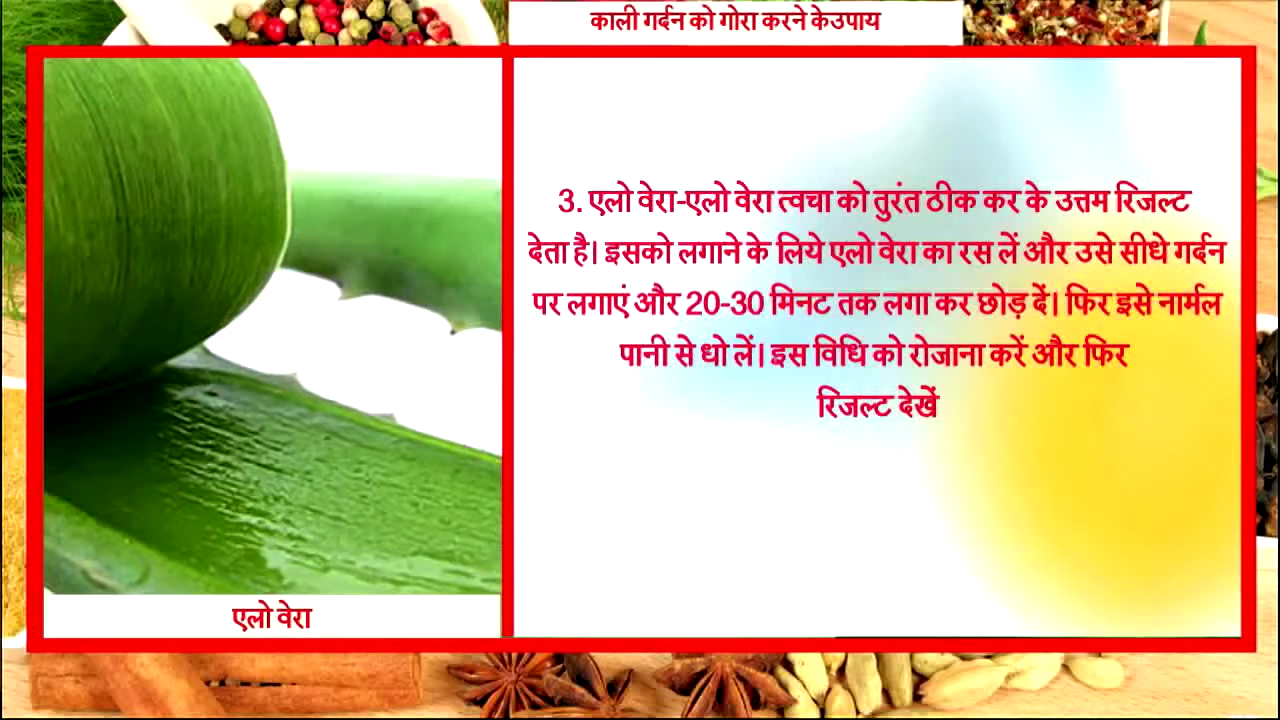 काली गर्दन को गोरा करने केउपाय
3. एलो वेरा-एलो वेरा त्वचा को तुरंत ठीक कर के उत्तम रिजल्ट
देता है। इसको लगाने के लिये एलो वेरा का रस लें और उसे सीधे गर्दन
पर लगाएं और 20-30 मिनट तक लगा कर छोड़ दें। फिर इसे नार्मल
पानी से धो लें। इस विधि को रोजाना करें और फिर
रिजल्ट देखें
एलो वेरा